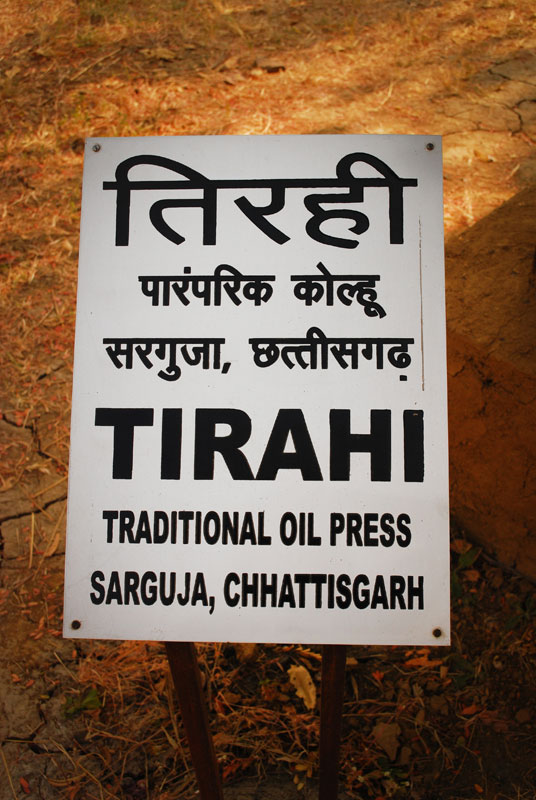 तिरही
पारंपरिक कोल्हू
सरगुजा, छत्तीसगढ़
TIRAHI
TRADITIONAL OIL PRESS
SARGUJA, CHHATTISGARH